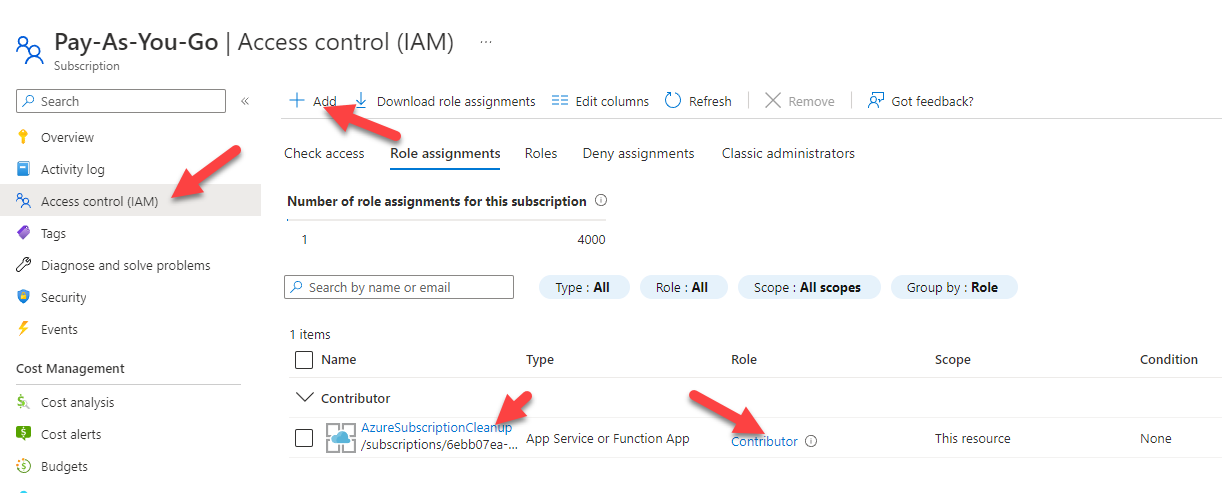 Pay-As-You-Go | Access control (IAM) ...
Subscription
Search «
Overview
Activity log
Access control (IAM)
Tags
Diagnose and solve problems
Security
Events
Cost Management
Cost analysis
Cost alerts
Budgets
Add Download role assignments Edit columns Refresh Remove Got feedback?
Check access Role assignments Roles Deny assignments Classic administrators
Number of role assignments for this subscription
1 4000
Search by name or email Type : All Role : All Scope : All scopes Group by : Role
1 items
Name Type Role Scope Condition
Contributor
AzureSubscriptionCleanup
/subscriptions/6ebb07ea-... App Service or Function App Contributor This resource None